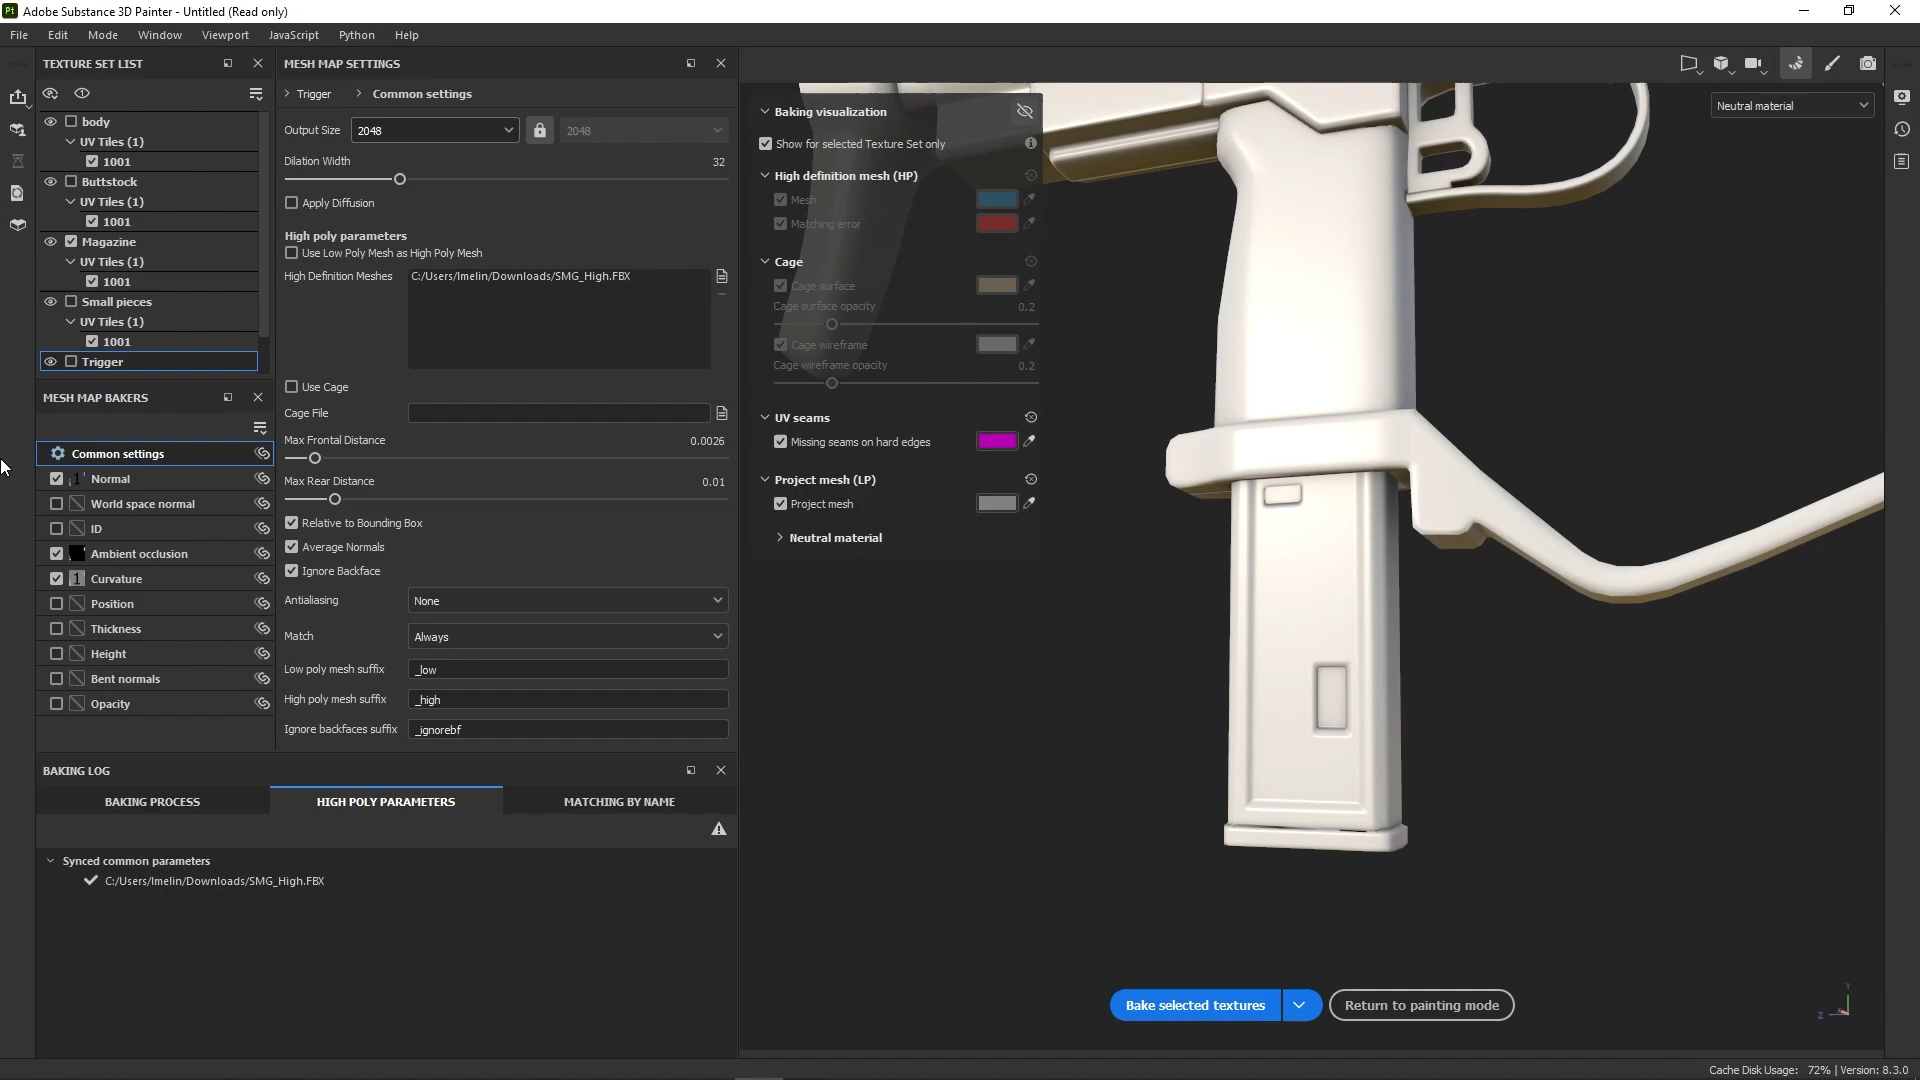 Adobe Substance 3D Painter - Untitled (Read only)
File Edit Mode Window Viewport JavaScript Python Help
TEXTURE SET LIST
body
UV Tiles (1)
1001
Buttstock
UV Tiles (1)
1001
Magazine
UV Tiles (1)
1001
Small pieces
UV Tiles (1)
1001
Trigger
MESH MAP BAKERS
Common settings
Normal
World space normal
ID
Ambient occlusion
Curvature
Position
Thickness
Height
Bent normals
Opacity
MESH MAP SETTINGS
Trigger > Common settings
Output Size 2048 2048
Dilation Width 32
Apply Diffusion
High poly parameters
Use Low Poly Mesh as High Poly Mesh
High Definition Meshes C:/Users/Imelin/Downloads/SMG_High.FBX
Use Cage
Cage File
Max Frontal Distance 0.0026
Max Rear Distance 0.01
Relative to Bounding Box
Average Normals
Ignore Backface
Antialiasing None
Match Always
Low poly mesh suffix _low
High poly mesh suffix _high
Ignore backfaces suffix _ignorebf
BAKING LOG
BAKING PROCESS HIGH POLY PARAMETERS MATCHING BY NAME
Synced common parameters
C:/Users/Imelin/Downloads/SMG_High.FBX
Baking visualization
Show for selected Texture Set only
High definition mesh (HP)
Mesh
Matching error
Cage
Cage surface
Cage surface opacity 0.2
Cage wireframe
Cage wireframe opacity 0.2
UV seams
Missing seams on hard edges
Project mesh (LP)
Project mesh
Neutral material
Neutral material
Bake selected textures
Return to painting mode
Y
Z
Cache Disk Usage: 72% | Version: 8.3.0